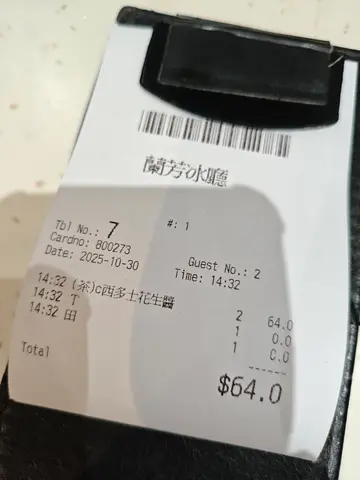 蘭芳冰廳
Tbl No.: 7 #: 1
Cardno: 800273 Guest No.: 2
Date: 2025-10-30 Time: 14:32
14:32 (茶)c西多士花生醬 2 64.0
14:32 T 1 0.0
14:32 田 1 0.0
------
Total $64.0